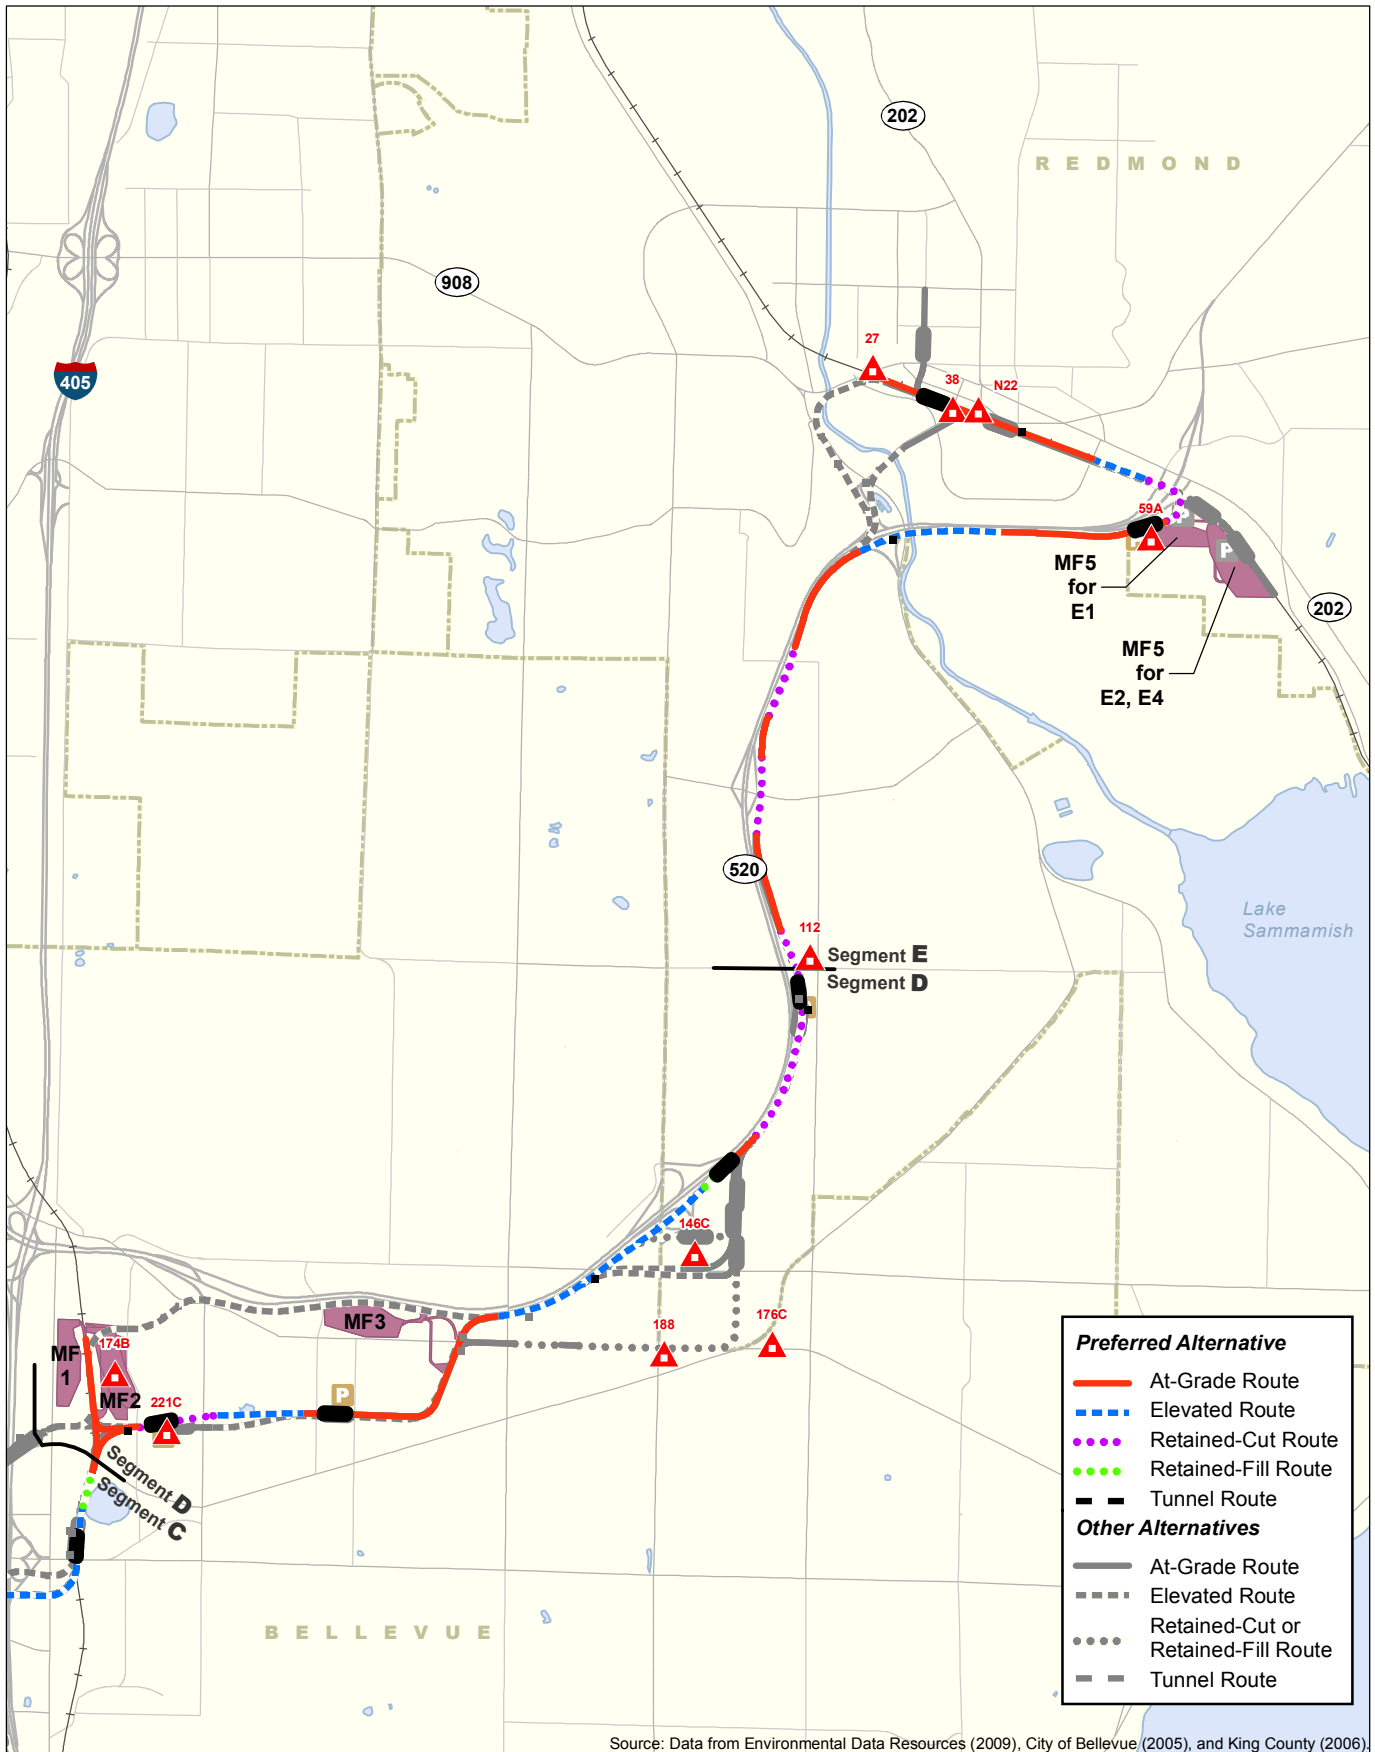 202
REDMOND
908
405
27
38
N22
59A
P
P
MF5
for
E1
202
MF5
for
E2, E4
520
Lake
Sammamish
112
Segment E
Segment D
146C
MF3
188
176C
MF
1
174B
MF2
221C
P
Segment D
Segment C
BELLEVUE
Preferred Alternative
At-Grade Route
Elevated Route
Retained-Cut Route
Retained-Fill Route
Tunnel Route
Other Alternatives
At-Grade Route
Elevated Route
Retained-Cut or
Retained-Fill Route
Tunnel Route
Source: Data from Environmental Data Resources (2009), City of Bellevue (2005), and King County (2006).